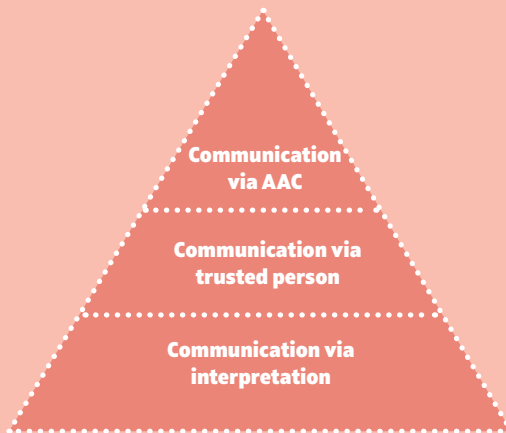 Communication
via AAC
Communication via
trusted person
Communication via
interpretation